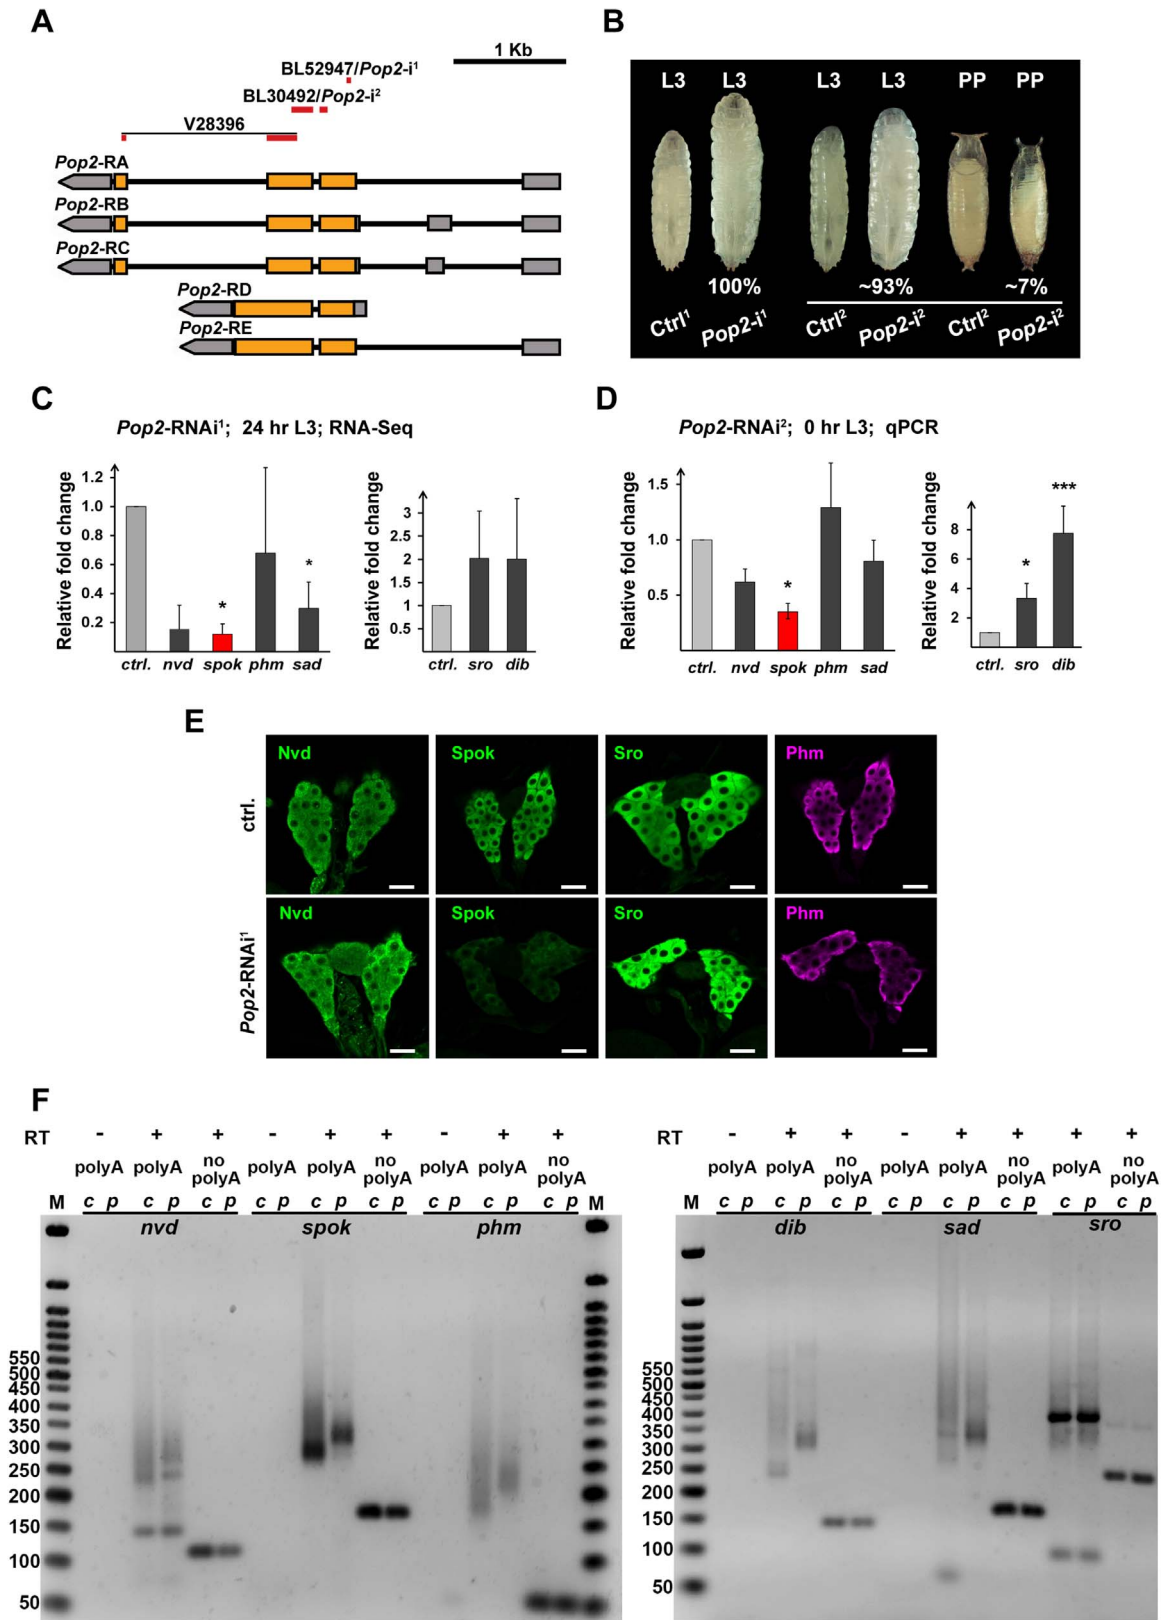 A
1 Kb
BL52947/Pop2-i¹
BL30492/Pop2-i²
V28396
Pop2-RA
Pop2-RB
Pop2-RC
Pop2-RD
Pop2-RE
B
L3 L3 L3 L3 PP PP
100% ~93% ~7%
Ctrl¹ Pop2-i¹ Ctrl² Pop2-i² Ctrl² Pop2-i²
C
Pop2-RNAi¹; 24 hr L3; RNA-Seq
Relative fold change
1.2
1.0
0.8
0.6
0.4
0.2
* *
ctrl. nvd spok phm sad
Relative fold change
3
2.5
2
1.5
1
0.5
ctrl. sro dib
D
Pop2-RNAi²; 0 hr L3; qPCR
Relative fold change
1.5
1.0
0.5
*
ctrl. nvd spok phm sad
Relative fold change
8
6
4
2
* ***
ctrl. sro dib
E
ctrl.
Nvd Spok Sro Phm
Pop2-RNAi¹
Nvd Spok Sro Phm
F
RT - + + - + + - + +
polyA polyA no polyA polyA polyA no polyA polyA polyA no polyA
M c p c p c p c p c p c p c p c p c p M
nvd spok phm
550
500
450
400
350
300
250
200
150
100
50
RT - + + - + + + +
polyA polyA no polyA polyA polyA no polyA polyA no polyA
M c p c p c p c p c p c p c p c p
dib sad sro
550
500
450
400
350
300
250
200
150
100
50